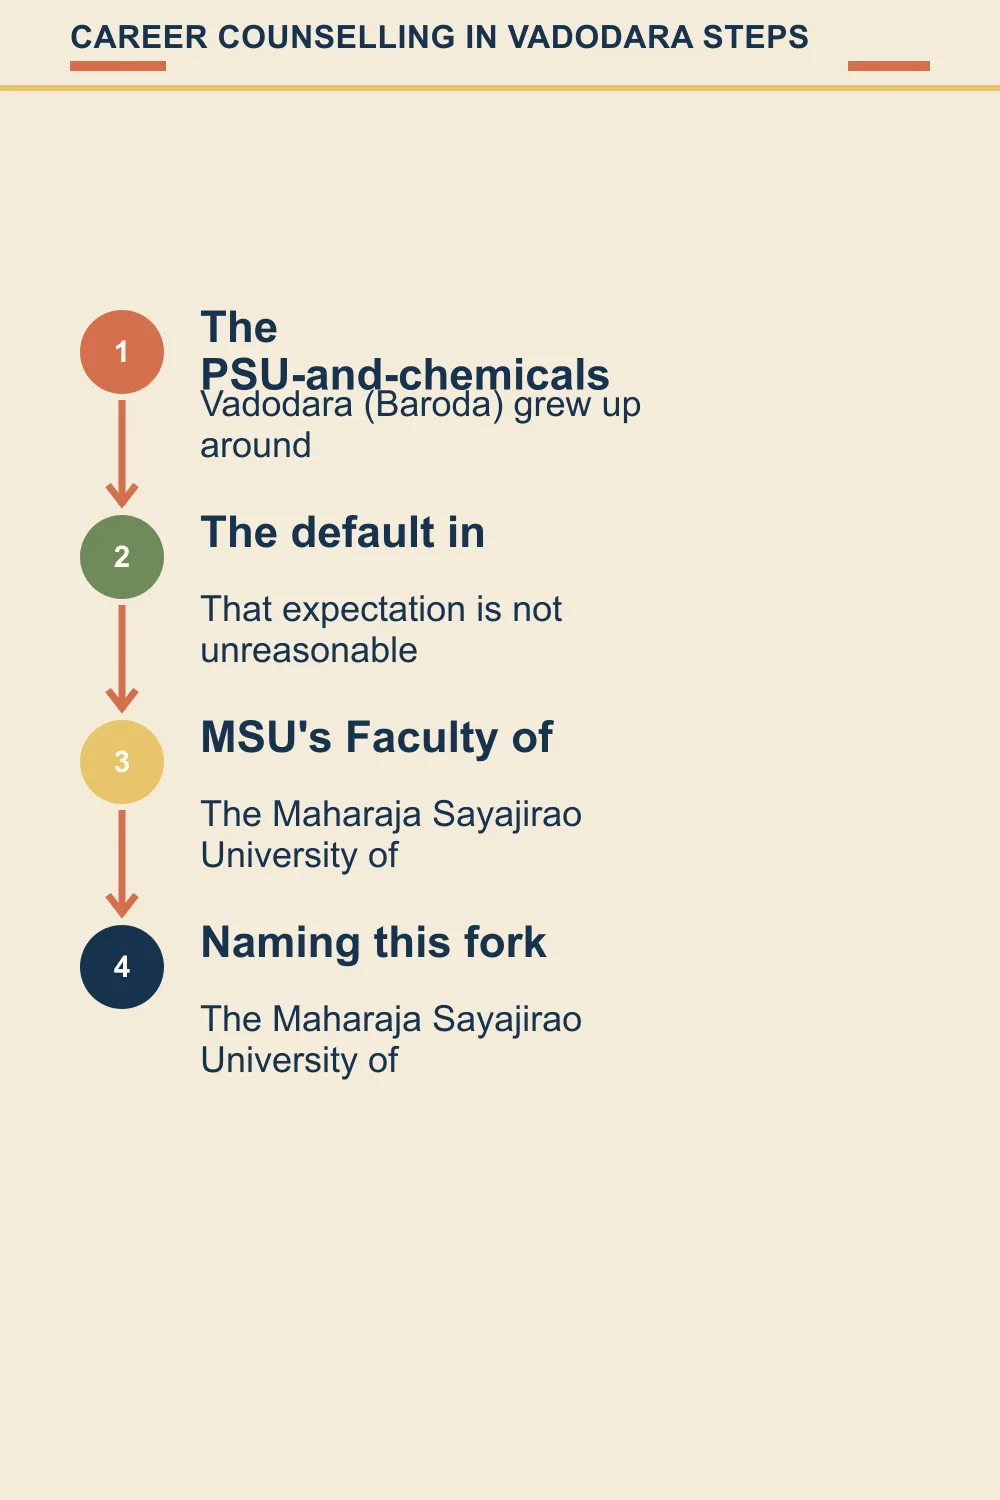 CAREER COUNSELLING IN VADODARA STEPS
1
The
PSU-and-chemicals
Vadodara (Baroda) grew up
around
2
The default in
That expectation is not
unreasonable
3
MSU's Faculty of
The Maharaja Sayajirao
University of
4
Naming this fork
The Maharaja Sayajirao
University of